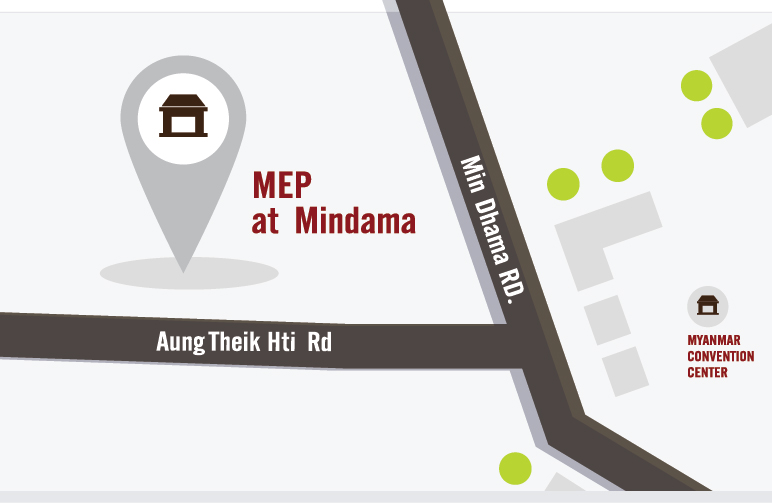 MEP
at Mindama
Min Dhama RD.
Aung Theik Hti Rd
MYANMAR
CONVENTION
CENTER